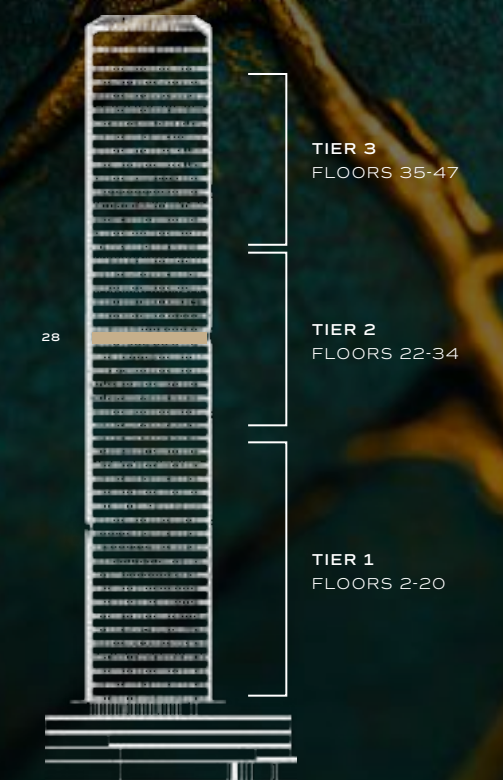 TIER 3
FLOORS 35-47
TIER 2
28
FLOORS 22-34
TIER 1
FLOORS 2-20